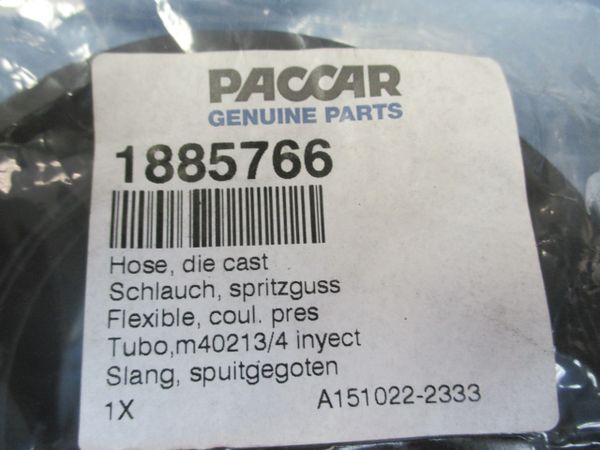 PACCAR
GENUINE PARTS
1885766
Hose, die cast
Schlauch, spritzguss
Flexible, coul. pres
Tubo,m40213/4 inyect
Slang, spuitgegoten
1X A151022-2333